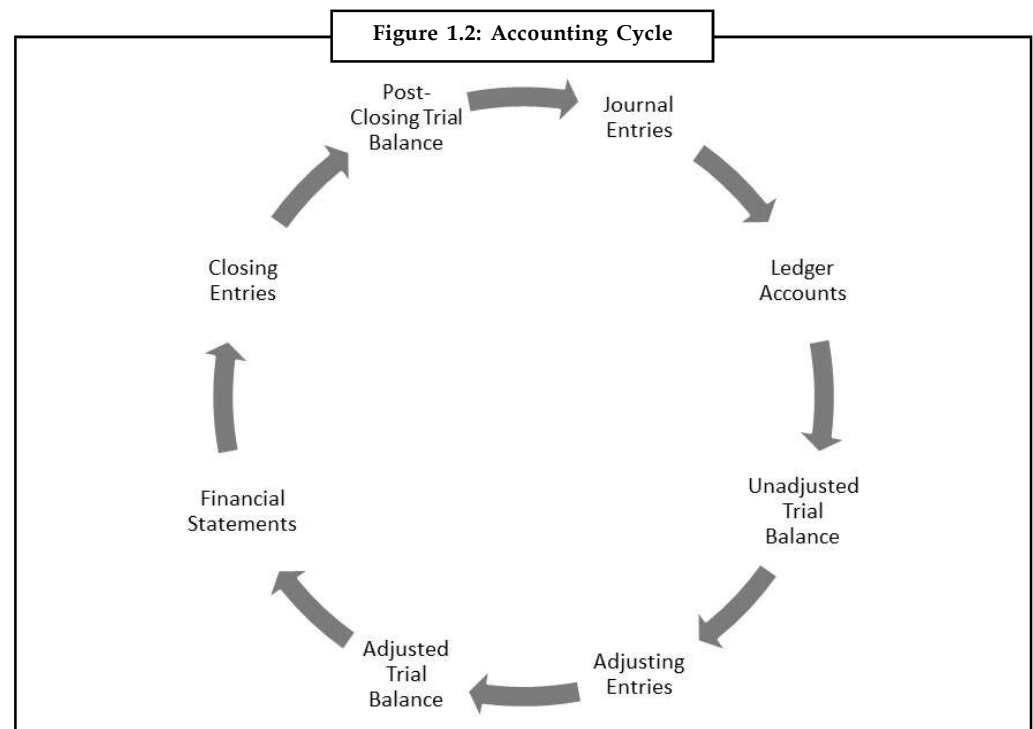 Figure 1.2: Accounting Cycle
Post-
Closing Trial
Balance
Journal
Entries
Ledger
Accounts
Unadjusted
Trial
Balance
Adjusting
Entries
Adjusted
Trial
Balance
Financial
Statements
Closing
Entries